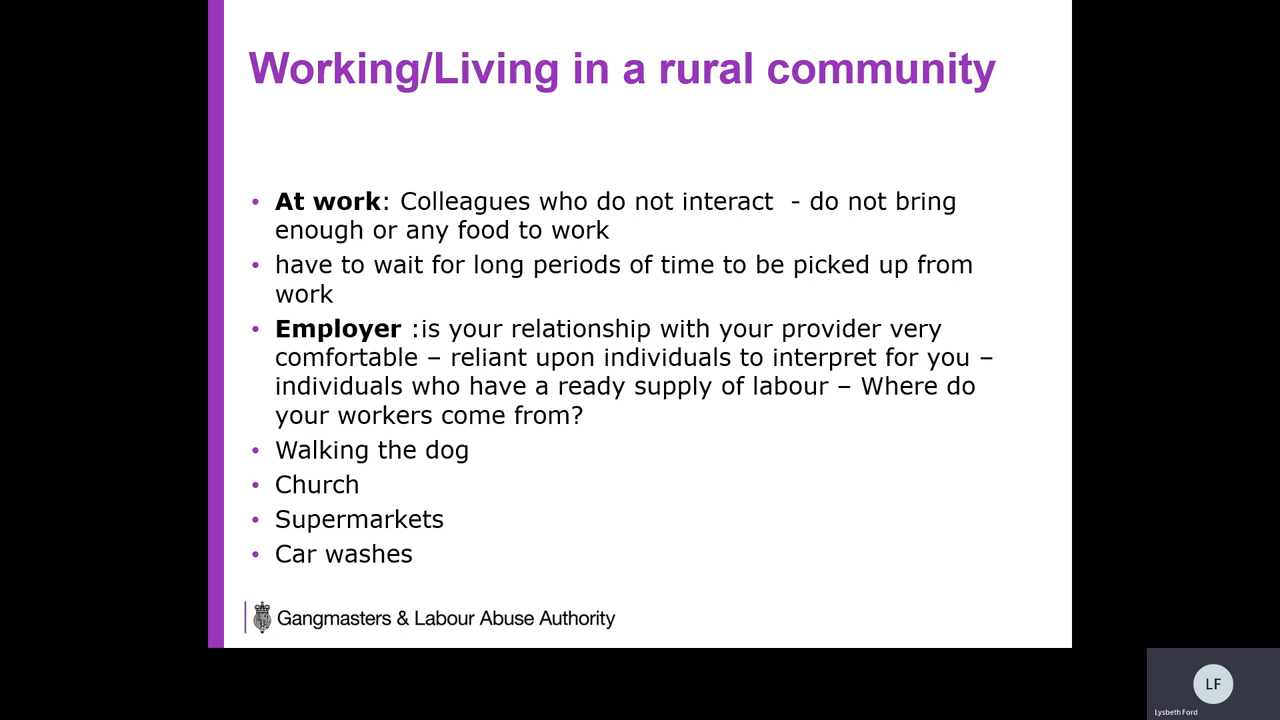 Working/Living in a rural community
• At work: Colleagues who do not interact - do not bring
enough or any food to work
• have to wait for long periods of time to be picked up from
work
• Employer :is your relationship with your provider very
comfortable – reliant upon individuals to interpret for you –
individuals who have a ready supply of labour – Where do
your workers come from?
• Walking the dog
• Church
• Supermarkets
• Car washes
Gangmasters & Labour Abuse Authority
LF
Lysbeth Ford